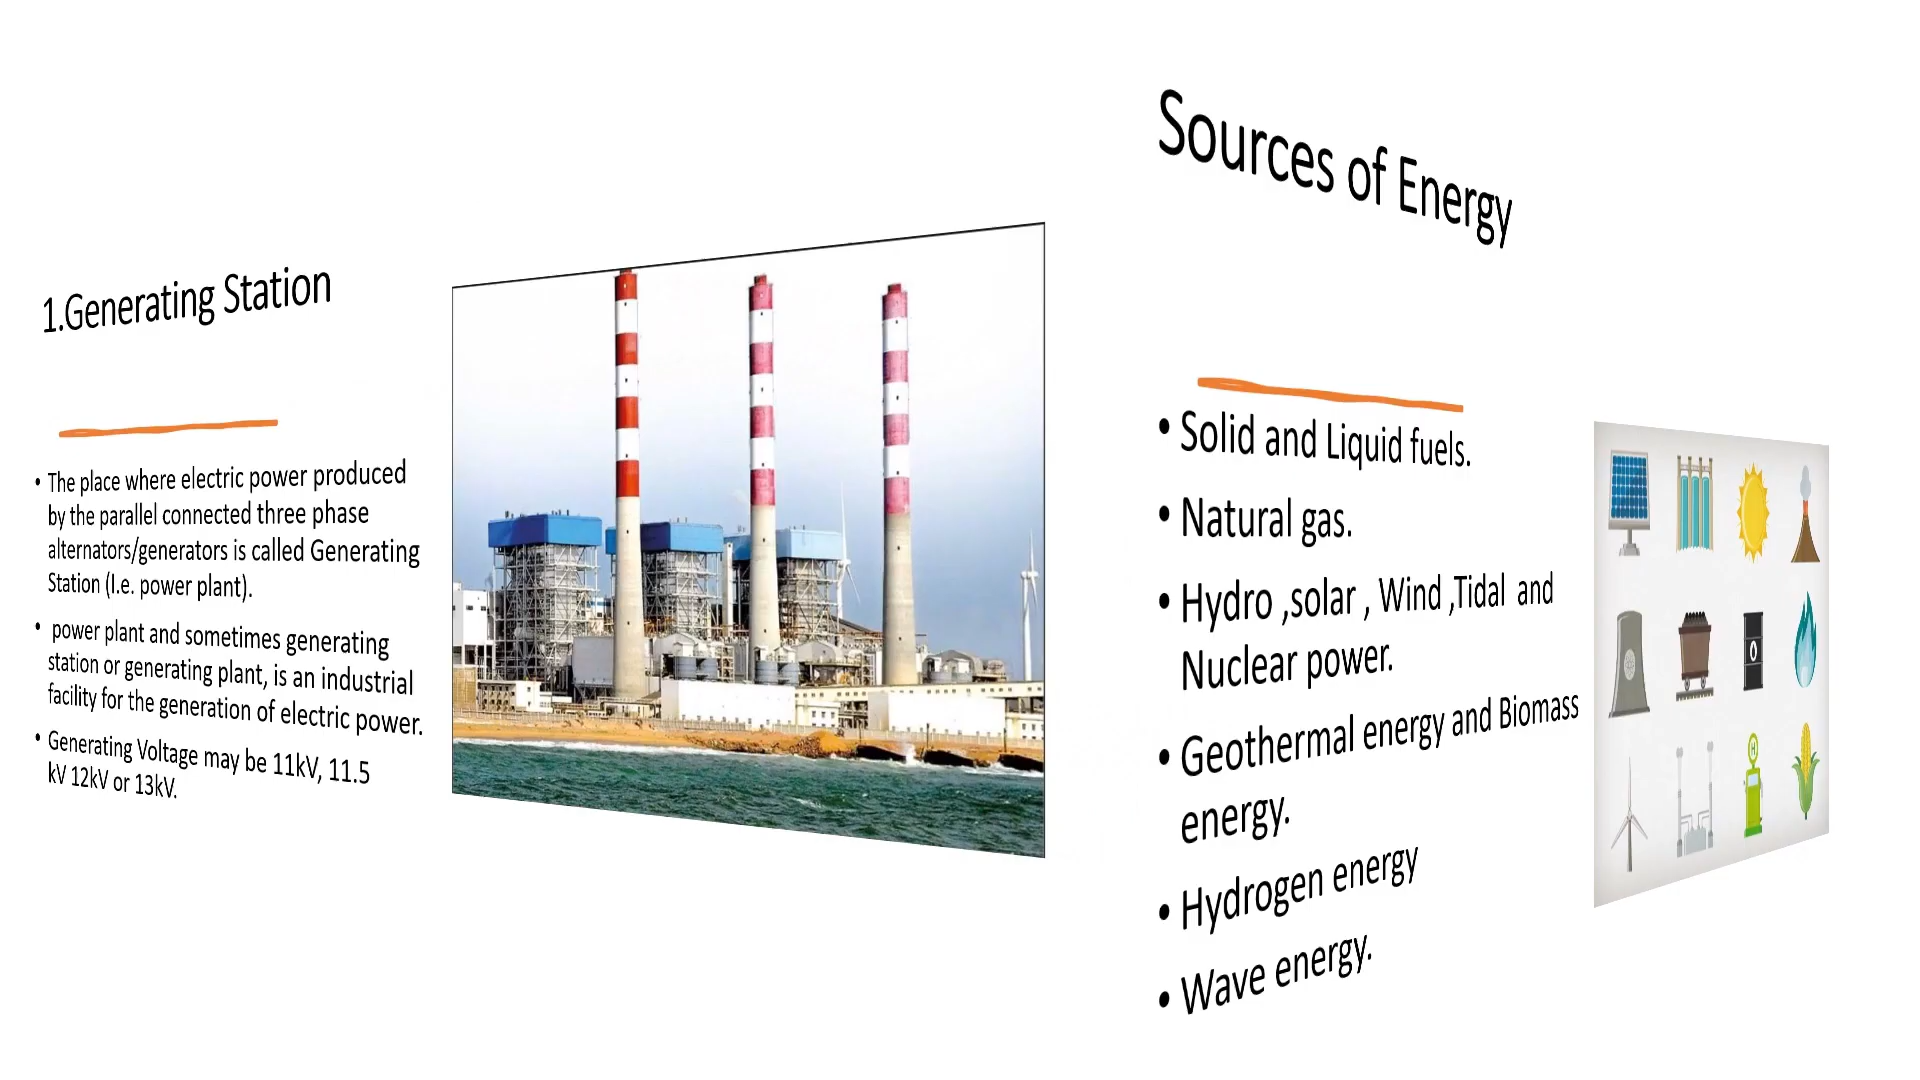 1.Generating Station
• The place where electric power produced
by the parallel connected three phase
alternators/generators is called Generating
Station (I.e. power plant).
• power plant and sometimes generating
station or generating plant, is an industrial
facility for the generation of electric power.
• Generating Voltage may be 11kV, 11.5
kV 12kV or 13kV.
Sources of Energy
• Solid and Liquid fuels.
• Natural gas.
• Hydro ,solar , Wind ,Tidal and
Nuclear power.
• Geothermal energy and Biomass
energy.
• Hydrogen energy
• Wave energy.
H